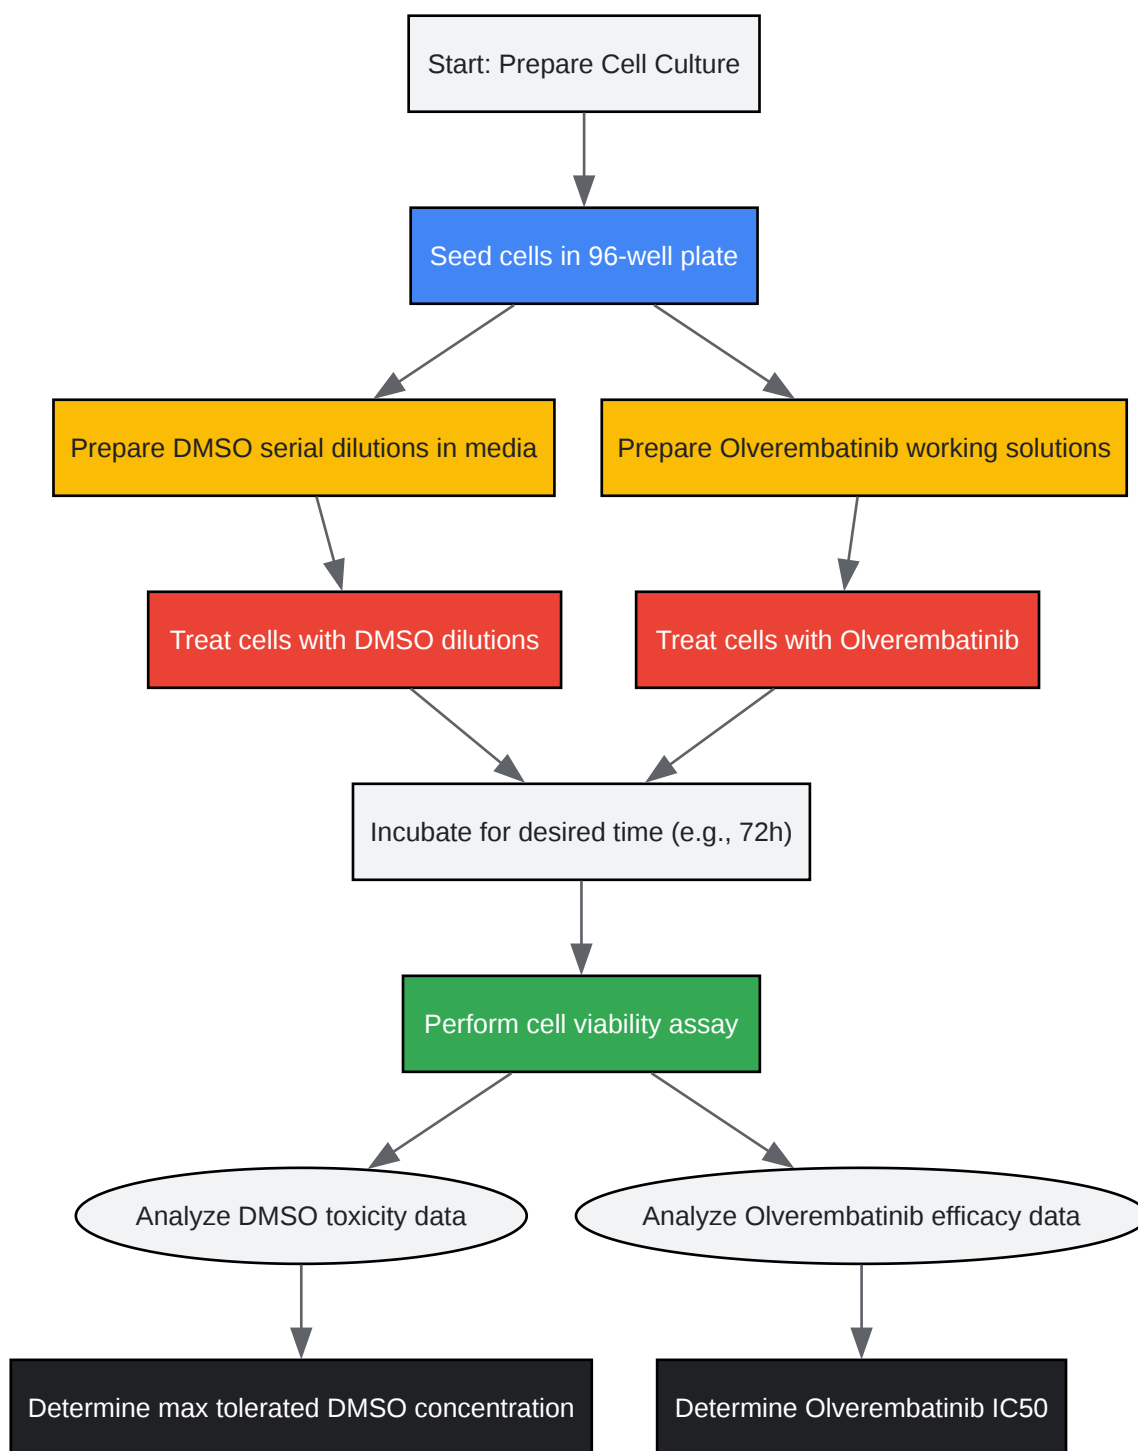 Start: Prepare Cell Culture
Seed cells in 96-well plate
Prepare DMSO serial dilutions in media
Prepare Olverembatinib working solutions
Treat cells with DMSO dilutions
Treat cells with Olverembatinib
Incubate for desired time (e.g., 72h)
Perform cell viability assay
Analyze DMSO toxicity data
Analyze Olverembatinib efficacy data
Determine max tolerated DMSO concentration
Determine Olverembatinib IC50